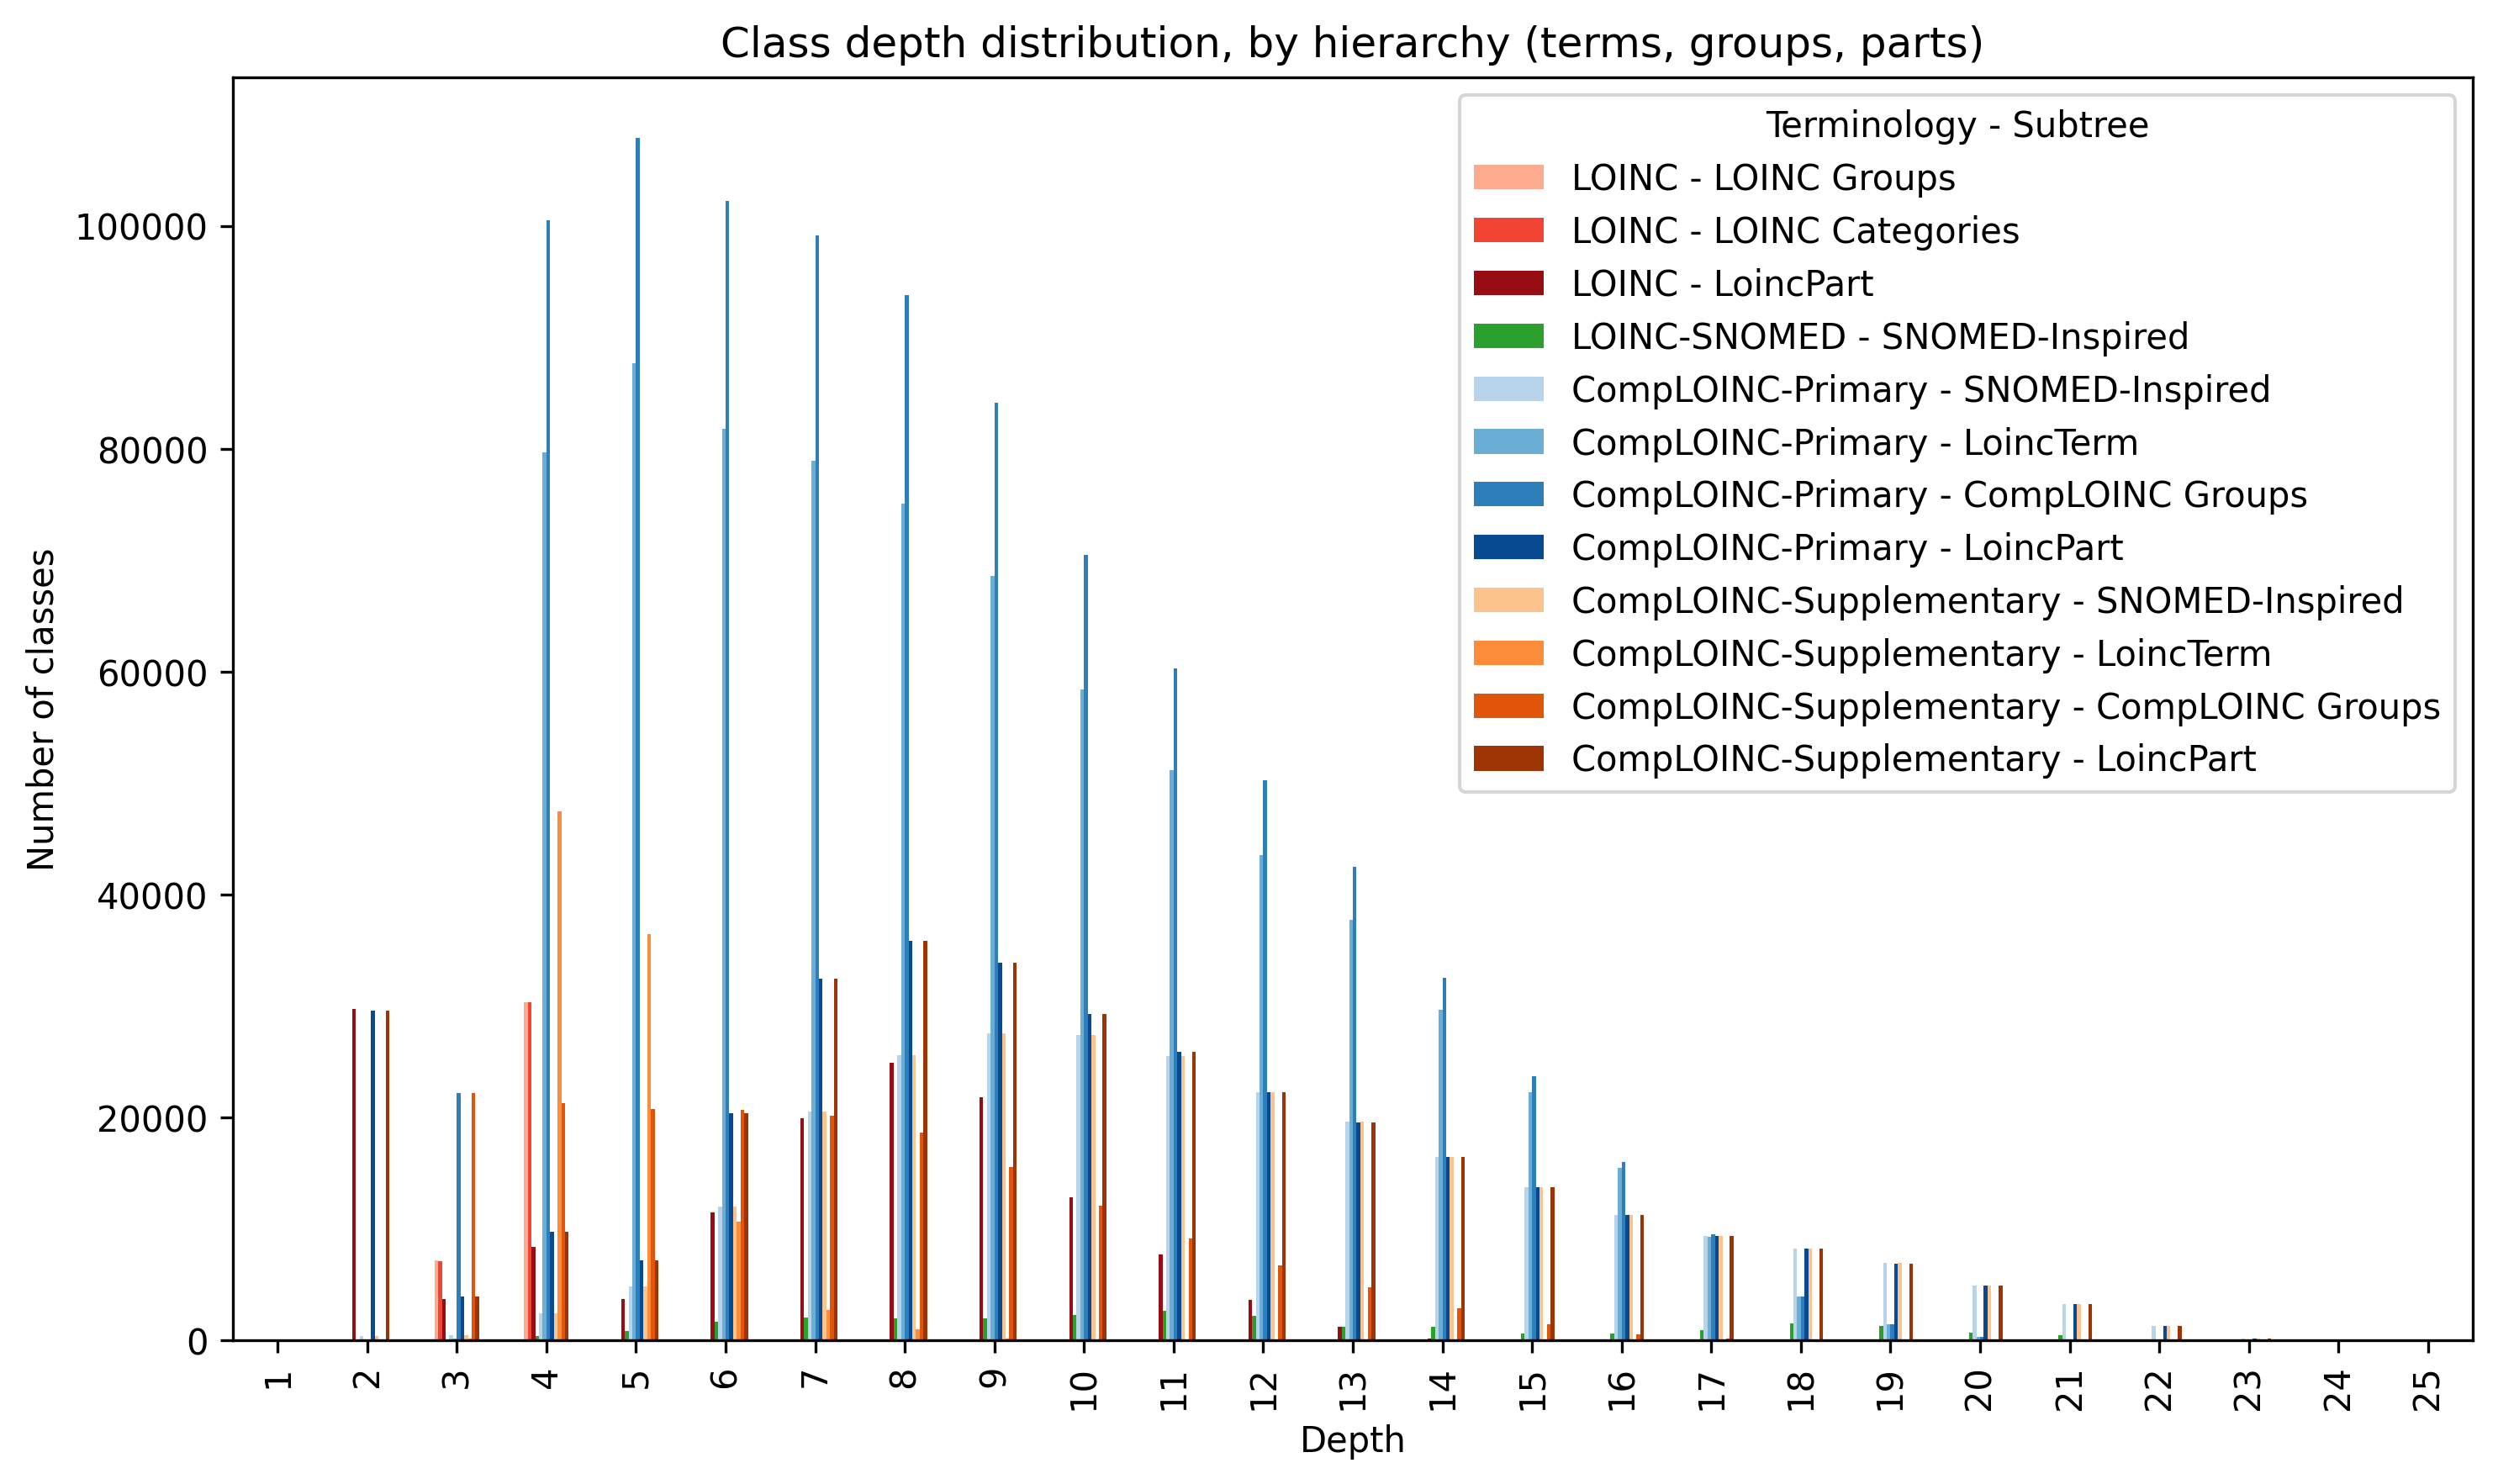 Class depth distribution, by hierarchy (terms, groups, parts)
Terminology - Subtree
LOINC - LOINC Groups
LOINC - LOINC Categories
LOINC - LoincPart
LOINC-SNOMED - SNOMED-Inspired
CompLOINC-Primary - SNOMED-Inspired
CompLOINC-Primary - LoincTerm
CompLOINC-Primary - CompLOINC Groups
CompLOINC-Primary - LoincPart
CompLOINC-Supplementary - SNOMED-Inspired
CompLOINC-Supplementary - LoincTerm
CompLOINC-Supplementary - CompLOINC Groups
CompLOINC-Supplementary - LoincPart
Number of classes
100000
80000
60000
40000
20000
0
1 2 3 4 5 6 7 8 9 10 11 12 13 14 15 16 17 18 19 20 21 22 23 24 25
Depth